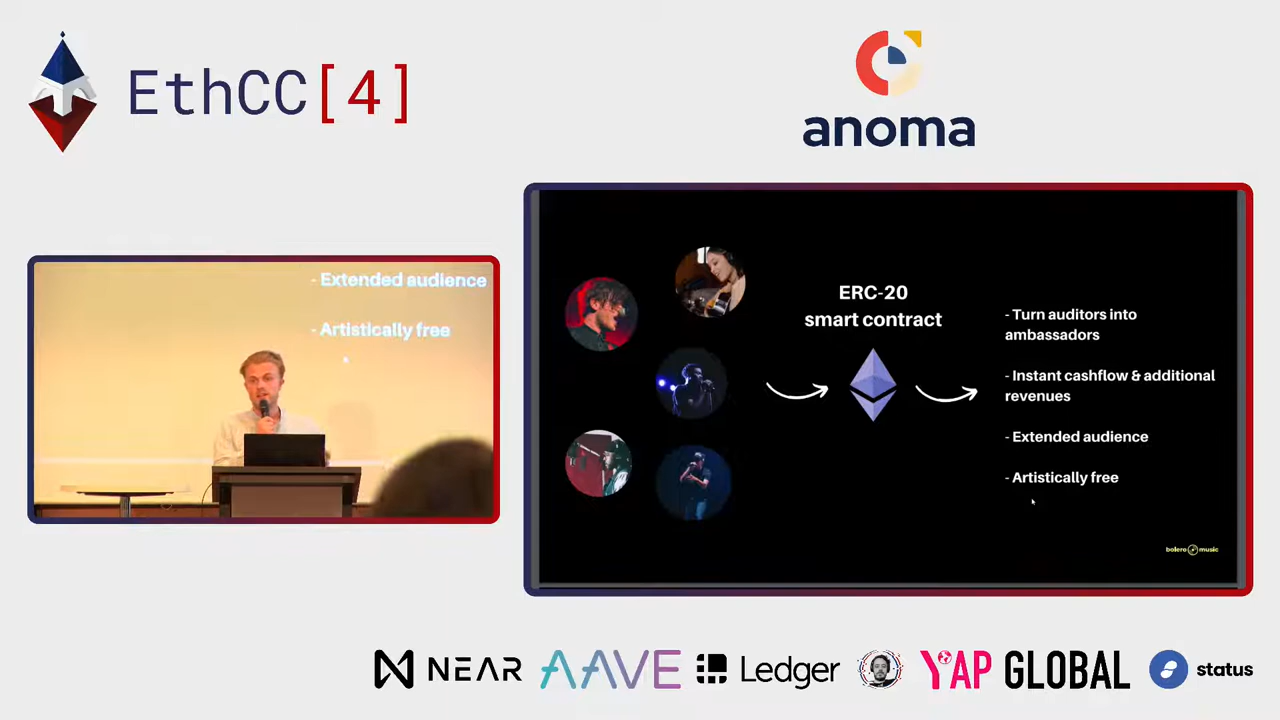 EthCC[4]
anoma
- Extended audience
- Artistically free
ERC-20
smart contract
- Turn auditors into
ambassadors
- Instant cashflow & additional
revenues
- Extended audience
- Artistically free
bolero music
NEAR
AAVE
Ledger
YAP GLOBAL
status